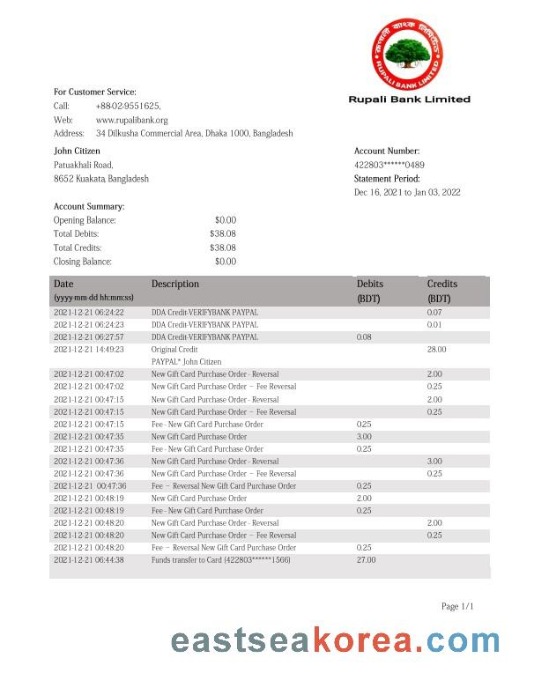 রূপালী ব্যাংক লিমিটেড
RUPALI BANK LIMITED
Rupali Bank Limited
For Customer Service:
Call: +88-02-9551625,
Web: www.rupalibank.org
Address: 34 Dilkusha Commercial Area, Dhaka 1000, Bangladesh
John Citizen Account Number:
Patuakhali Road, 422803******0489
8652 Kuakata, Bangladesh Statement Period:
Dec 16, 2021 to Jan 03, 2022
Account Summary:
Opening Balance: $0.00
Total Debits: $38.08
Total Credits: $38.08
Closing Balance: $0.00
Date Description Debits Credits
(yyyy-mm-dd hh:mm:ss) (BDT) (BDT)
2021-12-21 06:24:22 DDA Credit-VERIFYBANK PAYPAL 0.07
2021-12-21 06:24:23 DDA Credit-VERIFYBANK PAYPAL 0.01
2021-12-21 06:27:57 DDA Credit-VERIFYBANK PAYPAL 0.08
2021-12-21 14:49:23 Original Credit 28.00
PAYPAL* John Citizen
2021-12-21 00:47:02 New Gift Card Purchase Order - Reversal 2.00
2021-12-21 00:47:02 New Gift Card Purchase Order – Fee Reversal 0.25
2021-12-21 00:47:15 New Gift Card Purchase Order - Reversal 2.00
2021-12-21 00:47:15 New Gift Card Purchase Order – Fee Reversal 0.25
2021-12-21 00:47:15 Fee - New Gift Card Purchase Order 0.25
2021-12-21 00:47:35 New Gift Card Purchase Order 3.00
2021-12-21 00:47:35 Fee - New Gift Card Purchase Order 0.25
2021-12-21 00:47:36 New Gift Card Purchase Order - Reversal 3.00
2021-12-21 00:47:36 New Gift Card Purchase Order – Fee Reversal 0.25
2021-12-21 00:47:36 Fee – Reversal New Gift Card Purchase Order 0.25
2021-12-21 00:48:19 New Gift Card Purchase Order 2.00
2021-12-21 00:48:19 Fee - New Gift Card Purchase Order 0.25
2021-12-21 00:48:20 New Gift Card Purchase Order - Reversal 2.00
2021-12-21 00:48:20 New Gift Card Purchase Order – Fee Reversal 0.25
2021-12-21 00:48:20 Fee – Reversal New Gift Card Purchase Order 0.25
2021-12-21 06:44:38 Funds transfer to Card (422803******1566) 27.00
Page 1/1
eastseakorea.com